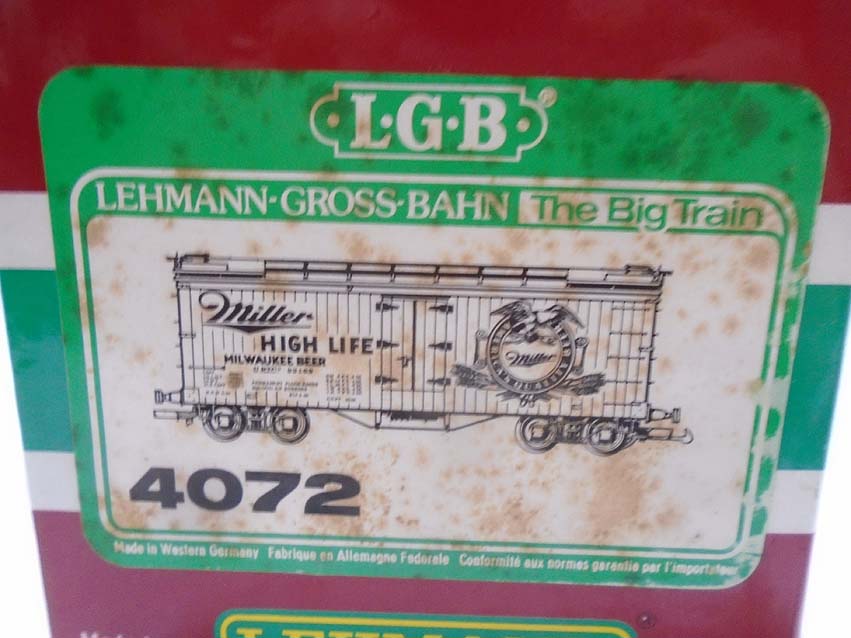 L·G·B®
LEHMANN-GROSS-BAHN The Big Train
Miller
HIGH LIFE
MILWAUKEE BEER
Miller
4072
Made in Western Germany Fabrique en Allemagne Federale Conformité aux normes garantie par l'importateur